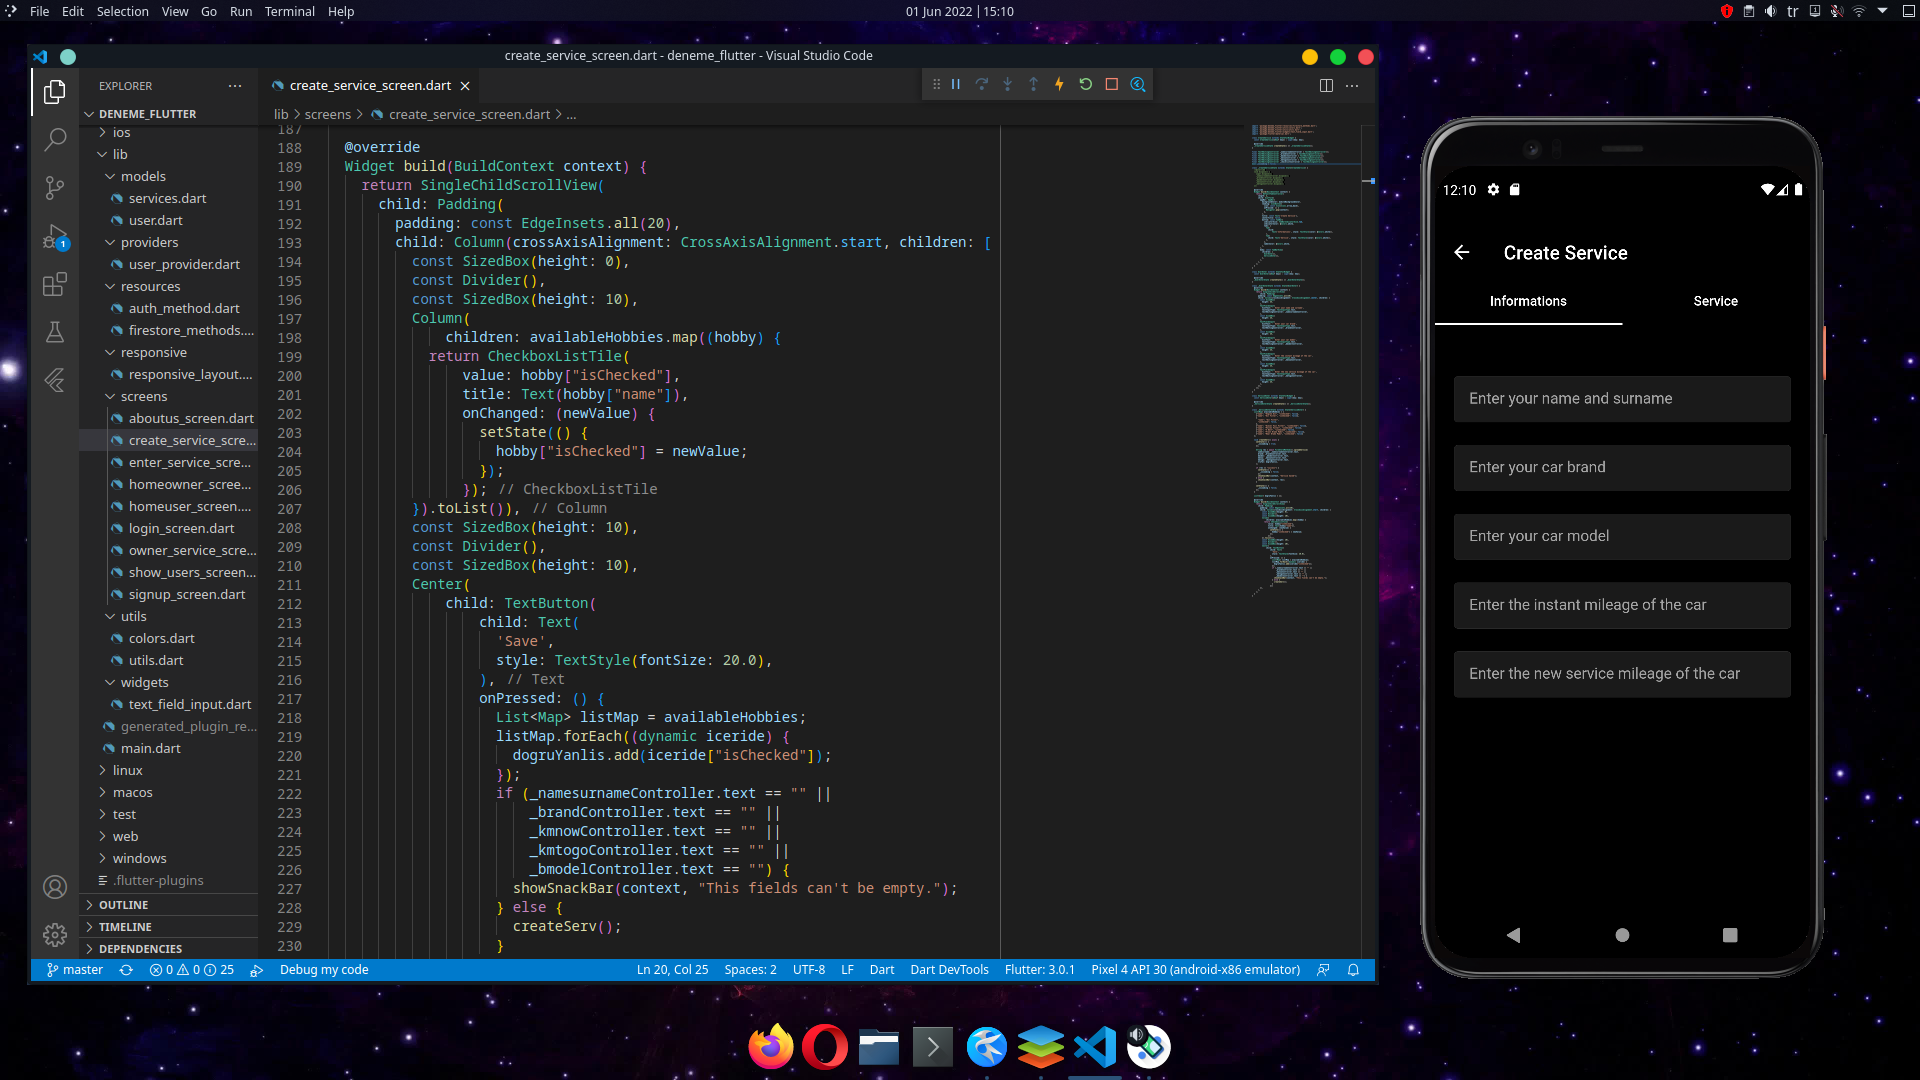 File Edit Selection View Go Run Terminal Help
01 Jun 2022 | 15:10
tr
create_service_screen.dart - deneme_flutter - Visual Studio Code
EXPLORER
DENEME_FLUTTER
ios
lib
models
services.dart
user.dart
providers
user_provider.dart
resources
auth_method.dart
firestore_methods....
responsive
responsive_layout....
screens
aboutus_screen.dart
create_service_scre...
enter_service_scre...
homeowner_scree...
homeuser_screen....
login_screen.dart
owner_service_scre...
show_users_screen...
signup_screen.dart
utils
colors.dart
utils.dart
widgets
text_field_input.dart
generated_plugin_re...
main.dart
linux
macos
test
web
windows
.flutter-plugins
OUTLINE
TIMELINE
DEPENDENCIES
1
create_service_screen.dart
lib > screens > create_service_screen.dart > ...
187
188 @override
189 Widget build(BuildContext context) {
190 return SingleChildScrollView(
191 child: Padding(
192 padding: const EdgeInsets.all(20),
193 child: Column(crossAxisAlignment: CrossAxisAlignment.start, children: [
194 const SizedBox(height: 0),
195 const Divider(),
196 const SizedBox(height: 10),
197 Column(
198 children: availableHobbies.map((hobby) {
199 return CheckboxListTile(
200 value: hobby["isChecked"],
201 title: Text(hobby["name"]),
202 onChanged: (newValue) {
203 setState(() {
204 hobby["isChecked"] = newValue;
205 });
206 }); // CheckboxListTile
207 }).toList()), // Column
208 const SizedBox(height: 10),
209 const Divider(),
210 const SizedBox(height: 10),
211 Center(
212 child: TextButton(
213 child: Text(
214 'Save',
215 style: TextStyle(fontSize: 20.0),
216 ), // Text
217 onPressed: () {
218 List<Map> listMap = availableHobbies;
219 listMap.forEach((dynamic iceride) {
220 dogruYanlis.add(iceride["isChecked"]);
221 });
222 if (_namesurnameController.text == "" ||
223 _brandController.text == "" ||
224 _kmnowController.text == "" ||
225 _kmtogoController.text == "" ||
226 _bmodelController.text == "") {
227 showSnackBar(context, "This fields can't be empty.");
228 } else {
229 createServ();
230 }
master 0 0 25 Debug my code
Ln 20, Col 25 Spaces: 2 UTF-8 LF Dart Dart DevTools Flutter: 3.0.1 Pixel 4 API 30 (android-x86 emulator)
12:10
Create Service
Informations Service
Enter your name and surname
Enter your car brand
Enter your car model
Enter the instant mileage of the car
Enter the new service mileage of the car